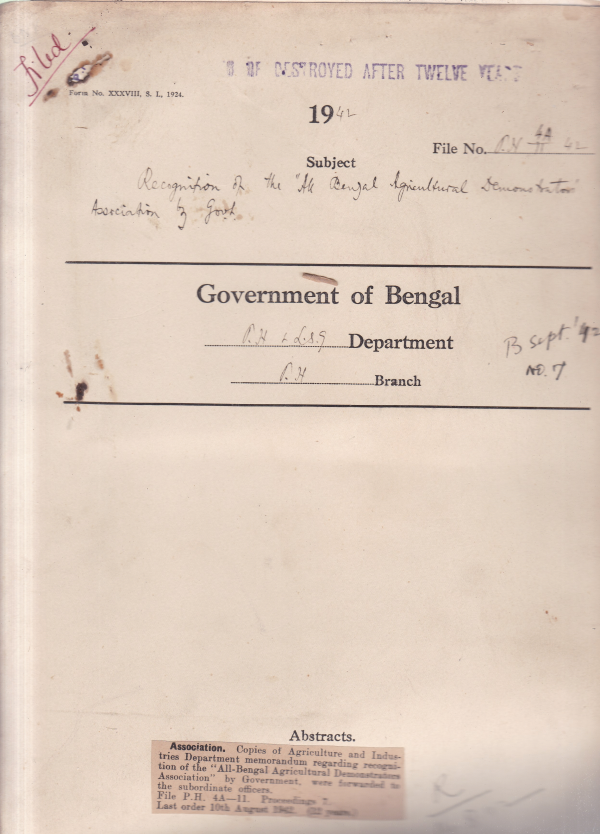 Filed.
TO BE DESTROYED AFTER TWELVE YEARS
Form No. XXXVIII, S. L, 1924.
1942
File No. P.H 4A/11 42
Subject
Recognition of the "All Bengal Agricultural Demonstrators'
Association by Govt.
Government of Bengal
P.H & L.S.G Department
P.H Branch
B Sept. '42
NO. 7
Abstracts.
Association. Copies of Agriculture and Indus-
tries Department memorandum regarding recogni-
tion of the "All-Bengal Agricultural Demonstrators
Association" by Government, were forwarded to
the subordinate officers.
File P.H. 4A—11. Proceedings 7.
Last order 10th August 1942. (12 years.)